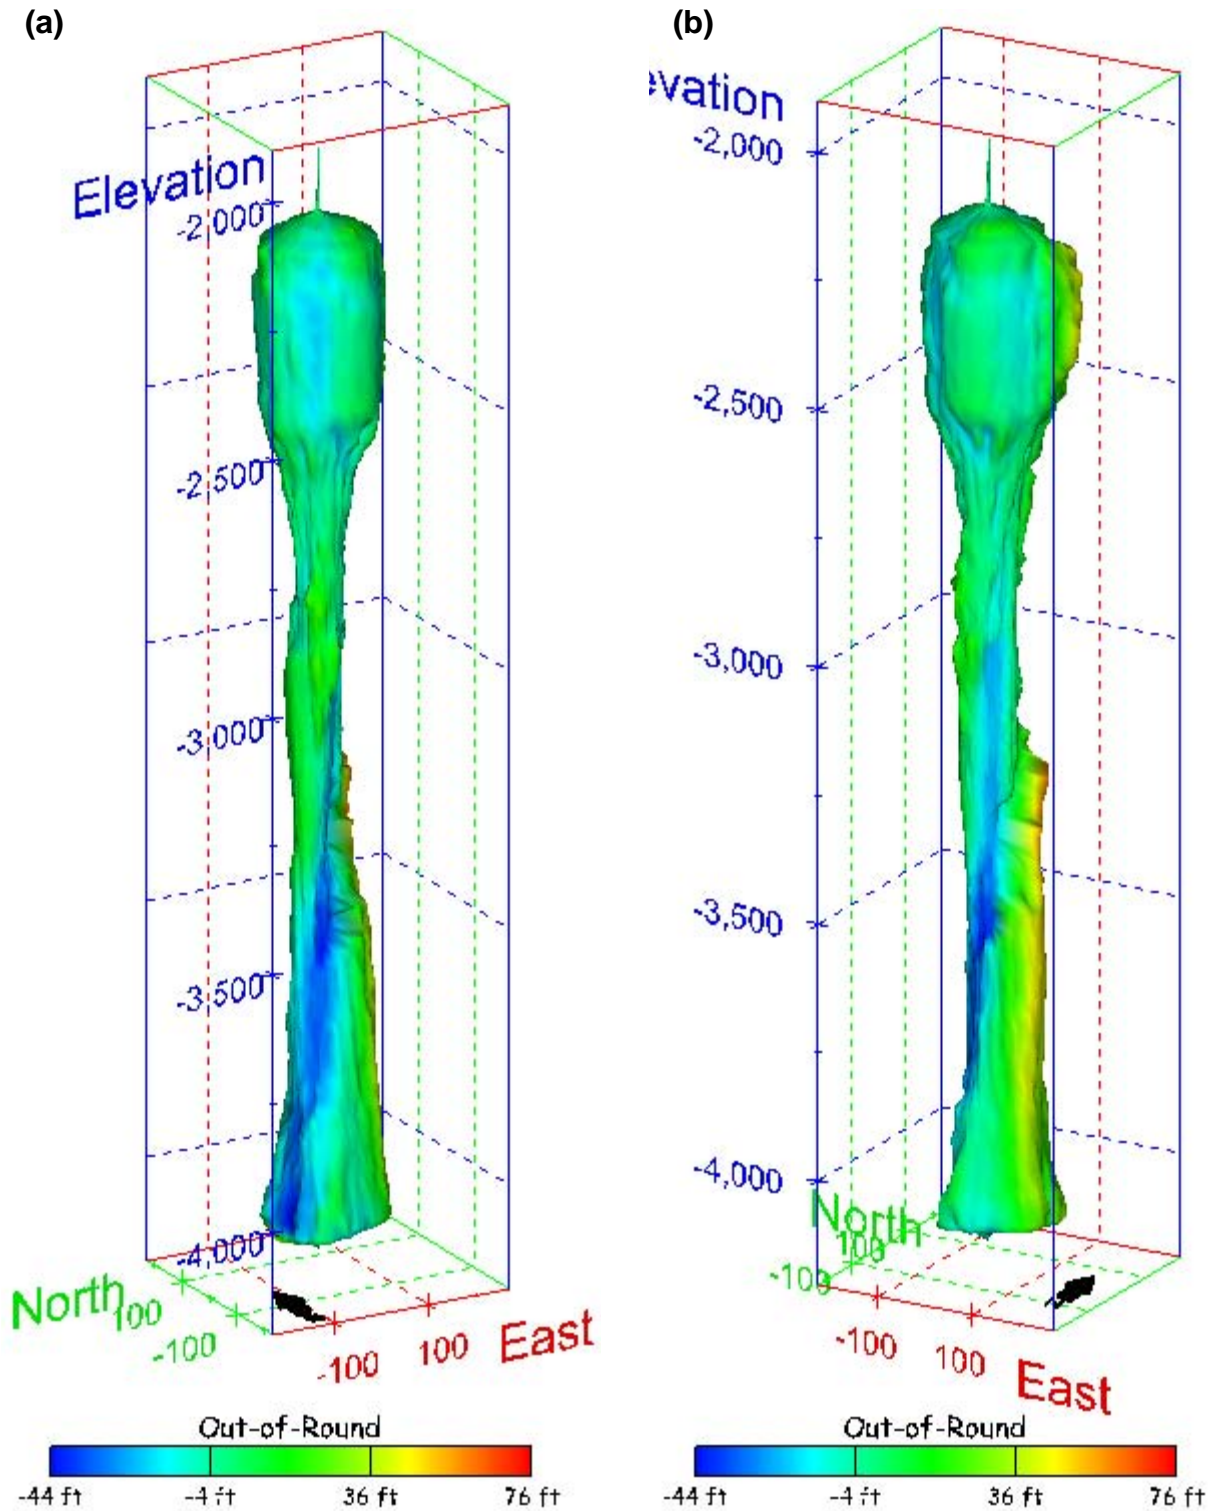 (a)
Elevation
-2,000
-2,500
-3,000
-3,500
-4,000
North
100
-100
-100
100
East
Out-of-Round
-44 ft
-4 ft
36 ft
76 ft
(b)
evation
-2,000
-2,500
-3,000
-3,500
-4,000
North
100
-100
-100
100
East
Out-of-Round
-44 ft
-4 ft
36 ft
76 ft